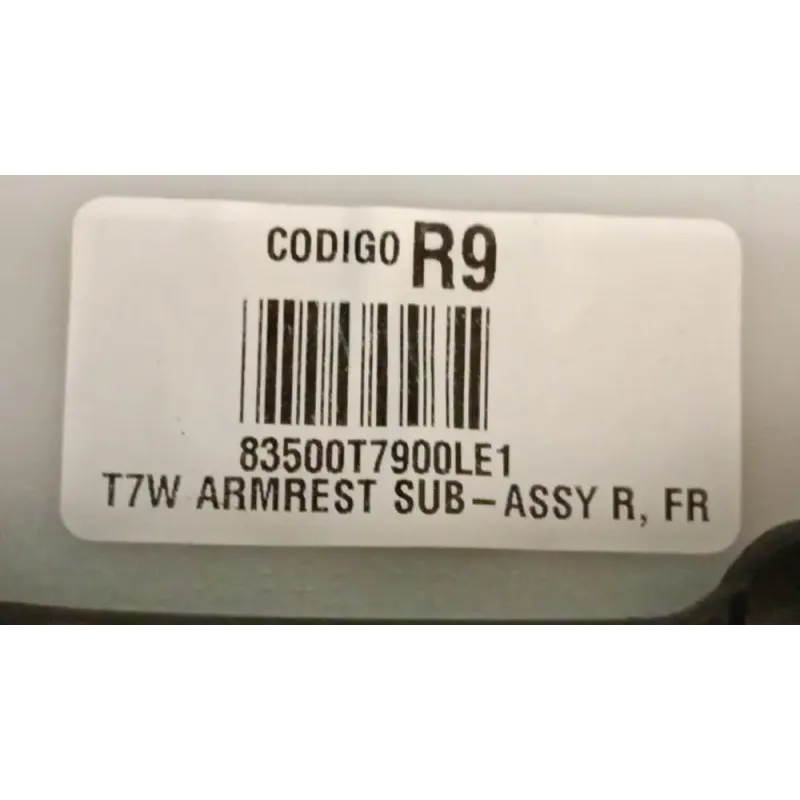 CODIGO R9
83500T7900LE1
T7W ARMREST SUB-ASSY R, FR